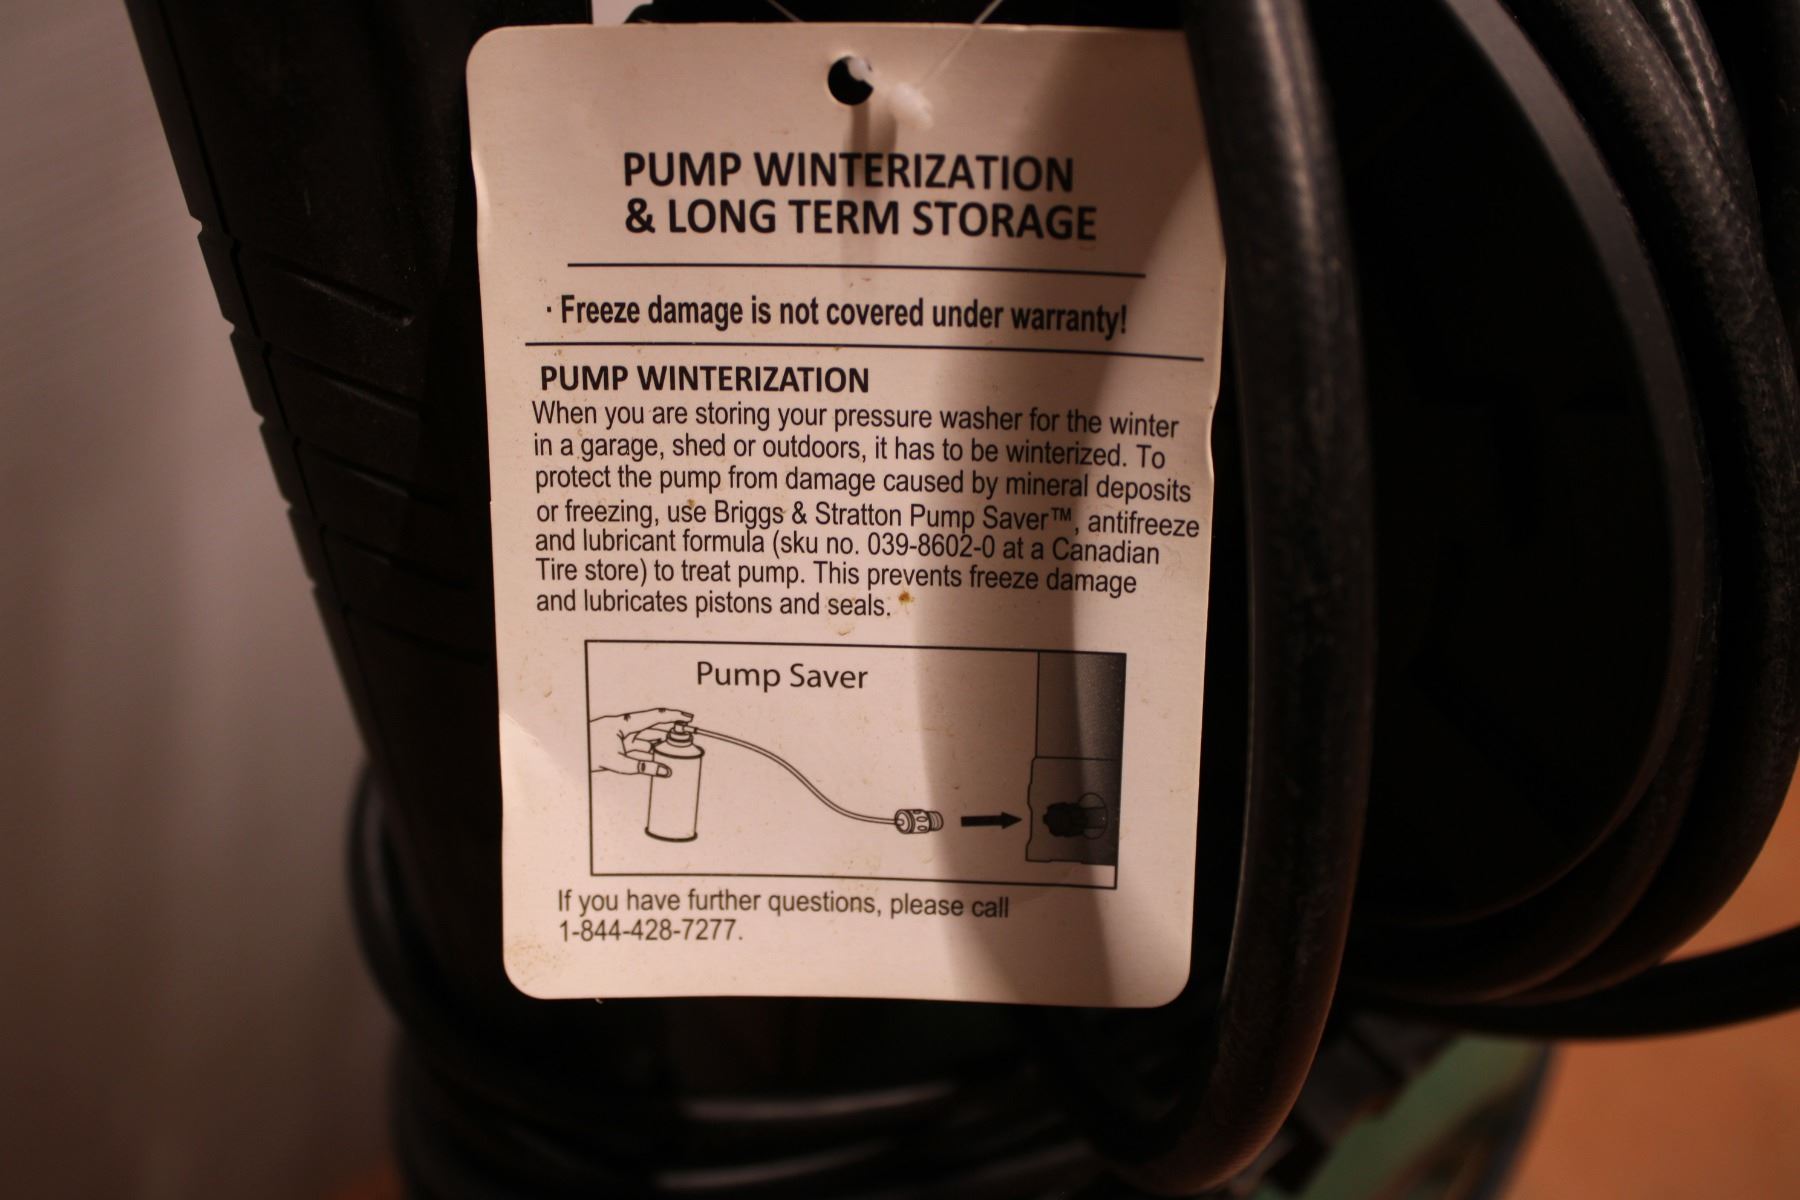 PUMP WINTERIZATION
& LONG TERM STORAGE
· Freeze damage is not covered under warranty!
PUMP WINTERIZATION
When you are storing your pressure washer for the winter
in a garage, shed or outdoors, it has to be winterized. To
protect the pump from damage caused by mineral deposits
or freezing, use Briggs & Stratton Pump Saver™, antifreeze
and lubricant formula (sku no. 039-8602-0 at a Canadian
Tire store) to treat pump. This prevents freeze damage
and lubricates pistons and seals.
Pump Saver
If you have further questions, please call
1-844-428-7277.